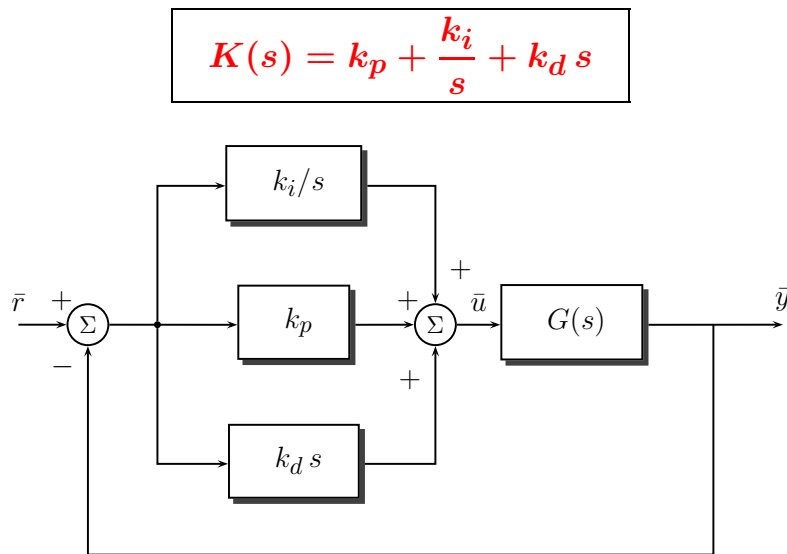 K(s) = k_p + k_i/s + k_d s
k_i/s
+
r̄ + + ū ȳ
Σ k_p Σ G(s)
− +
k_d s